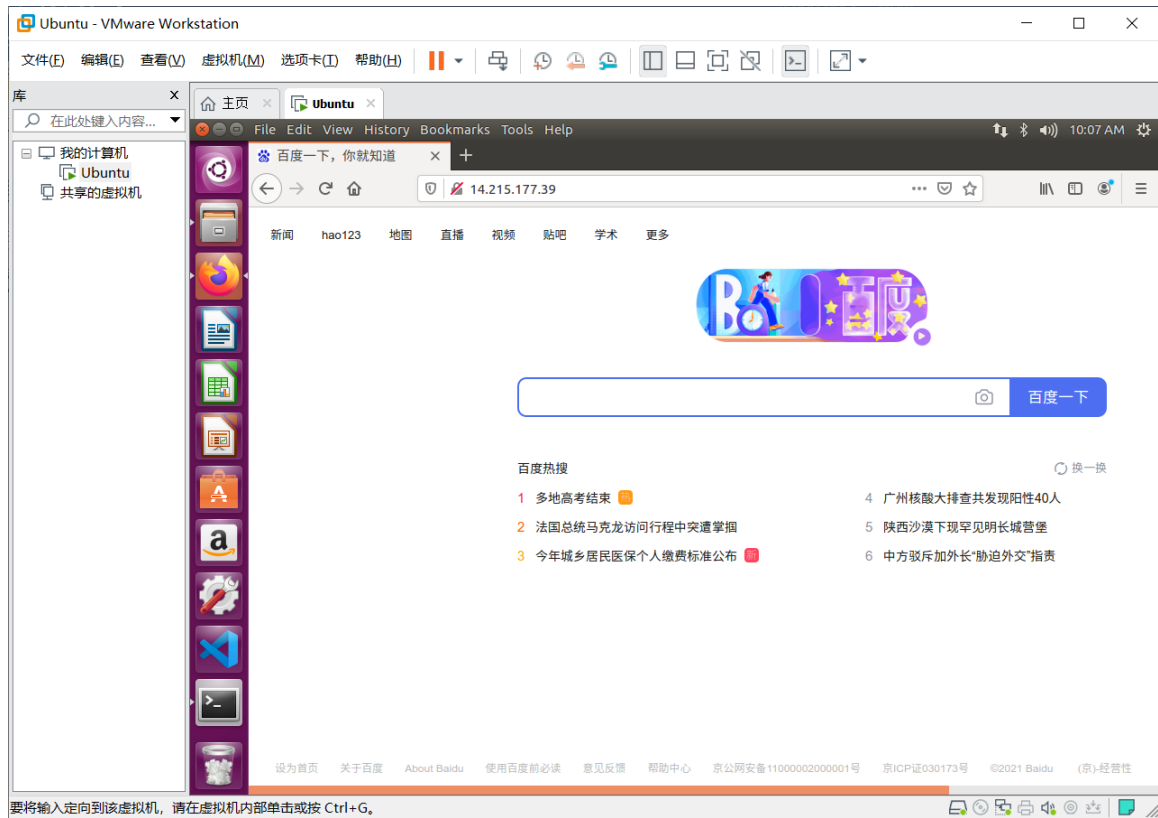 Ubuntu - VMware Workstation
文件(F) 编辑(E) 查看(V) 虚拟机(M) 选项卡(T) 帮助(H)
库
在此处键入内容...
我的计算机
Ubuntu
共享的虚拟机
主页 Ubuntu
File Edit View History Bookmarks Tools Help 10:07 AM
百度一下，你就知道
14.215.177.39
新闻 hao123 地图 直播 视频 贴吧 学术 更多
百度一下
百度热搜 换一换
1 多地高考结束
2 法国总统马克龙访问行程中突遭掌掴
3 今年城乡居民医保个人缴费标准公布 新
4 广州核酸大排查共发现阳性40人
5 陕西沙漠下现罕见明长城营堡
6 中方驳斥加外长“胁迫外交”指责
设为首页 关于百度 About Baidu 使用百度前必读 意见反馈 帮助中心 京公网安备11000002000001号 京ICP证030173号 ©2021 Baidu (京)-经营性
要将输入定向到该虚拟机，请在虚拟机内部单击或按 Ctrl+G。